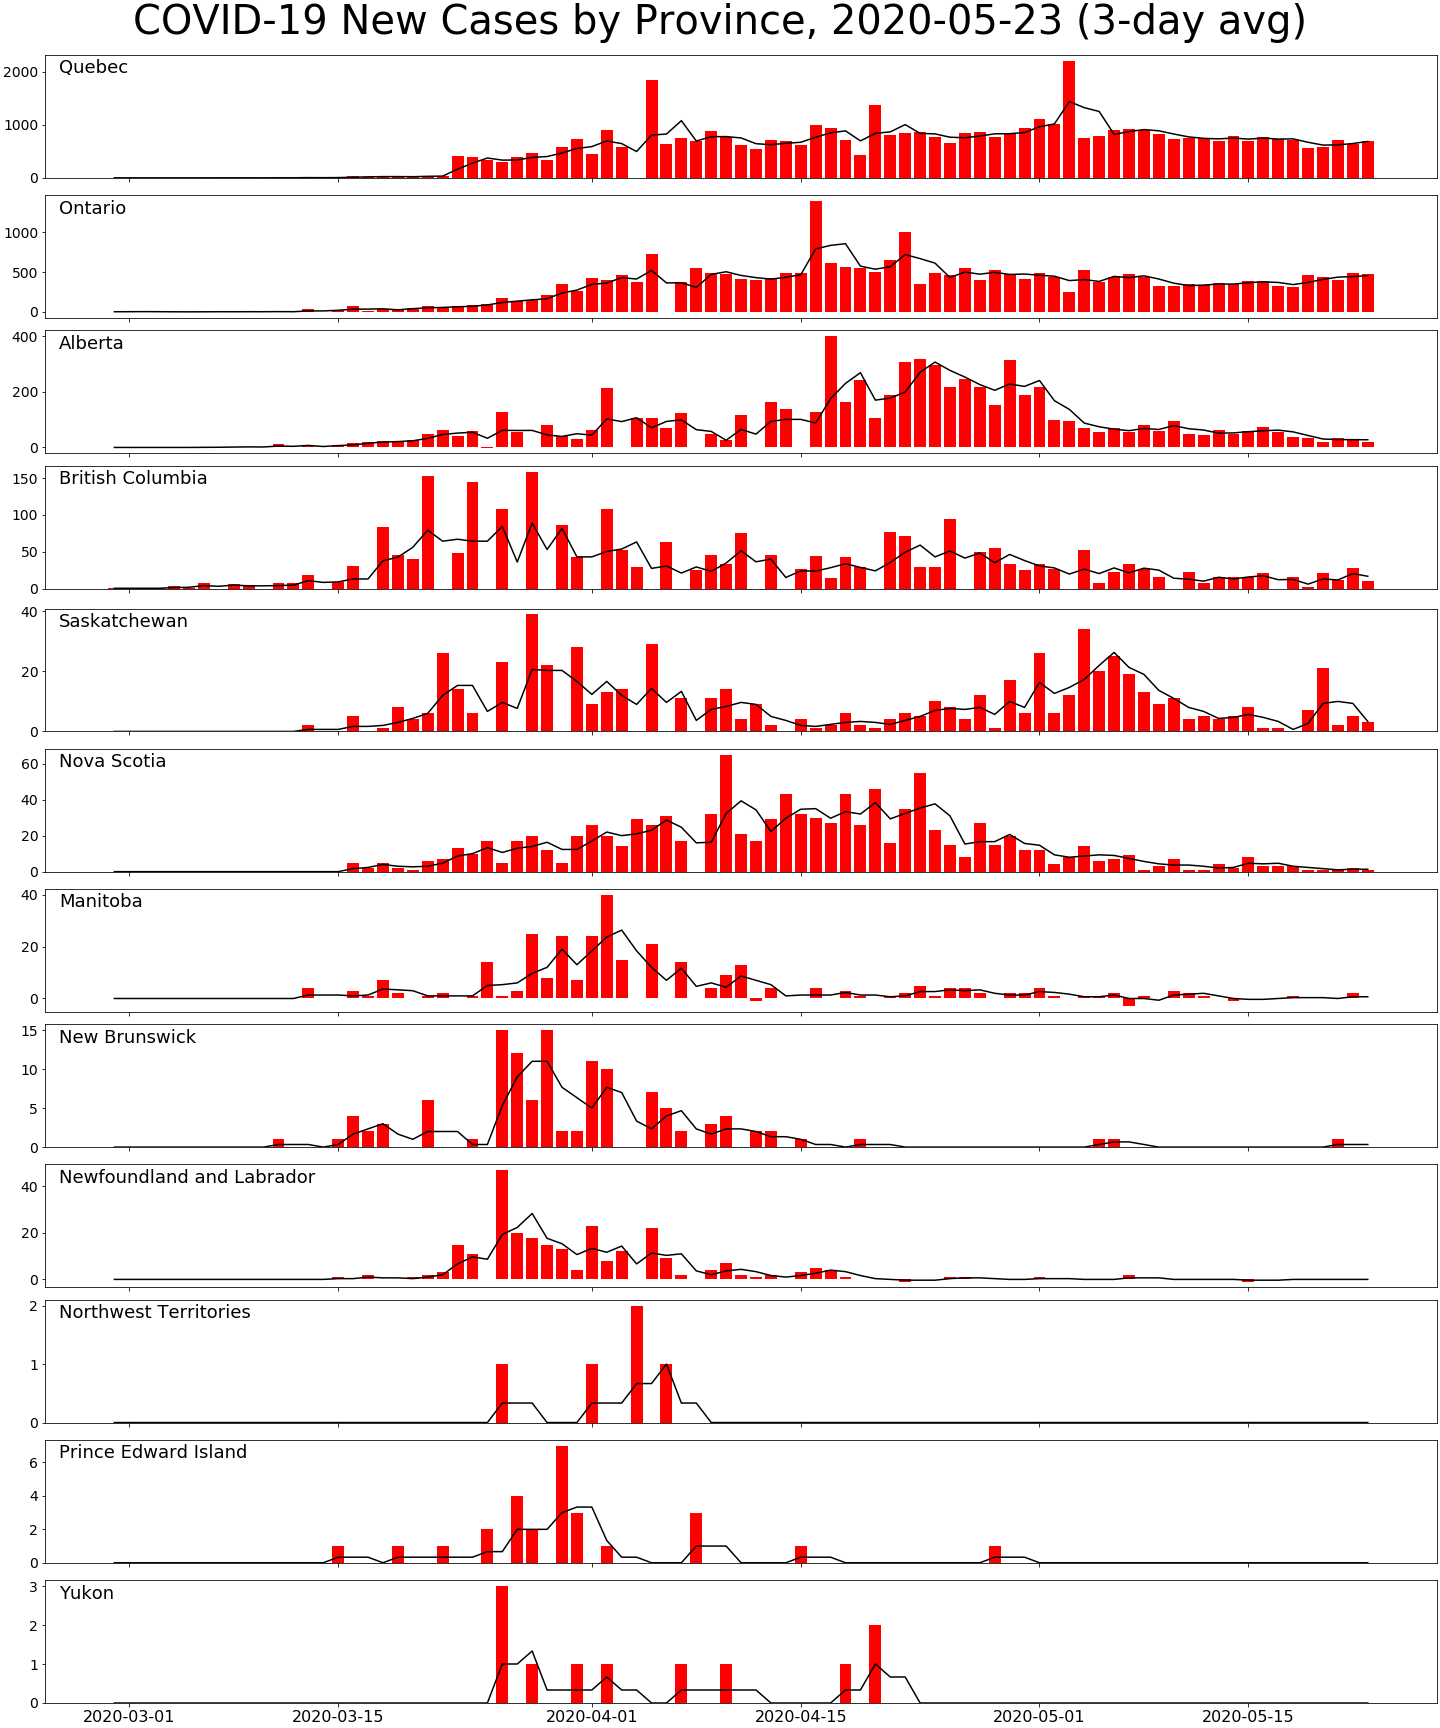 COVID-19 New Cases by Province, 2020-05-23 (3-day avg)
Quebec
2000
1000
0
Ontario
1000
500
0
Alberta
400
200
0
British Columbia
150
100
50
0
Saskatchewan
40
20
0
Nova Scotia
60
40
20
0
Manitoba
40
20
0
New Brunswick
15
10
5
0
Newfoundland and Labrador
40
20
0
Northwest Territories
2
1
0
Prince Edward Island
6
4
2
0
Yukon
3
2
1
0
2020-03-01 2020-03-15 2020-04-01 2020-04-15 2020-05-01 2020-05-15